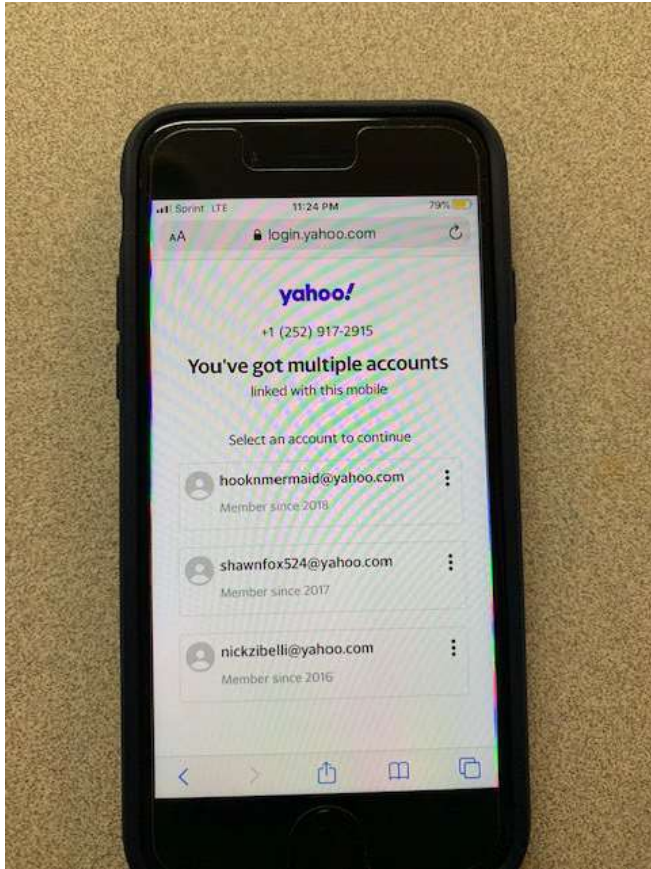 Sprint LTE 11:24 PM 79%
AA login.yahoo.com
yahoo!
+1 (252) 917-2915
You've got multiple accounts
linked with this mobile
Select an account to continue
hooknmermaid@yahoo.com
Member since 2018
shawnfox524@yahoo.com
Member since 2017
nickzibelli@yahoo.com
Member since 2016